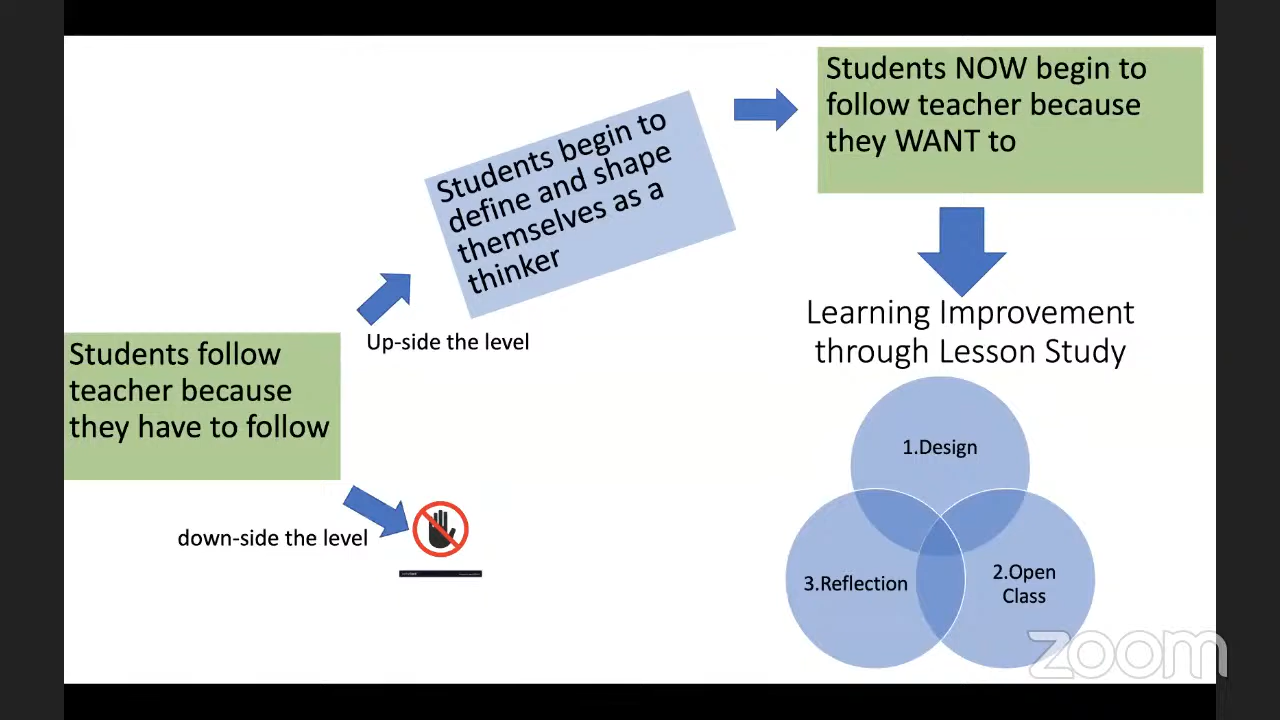 Students NOW begin to
follow teacher because
they WANT to
Students begin to
define and shape
themselves as a
thinker
Up-side the level
Students follow
teacher because
they have to follow
down-side the level
Learning Improvement
through Lesson Study
1.Design
3.Reflection
2.Open
Class
zoom